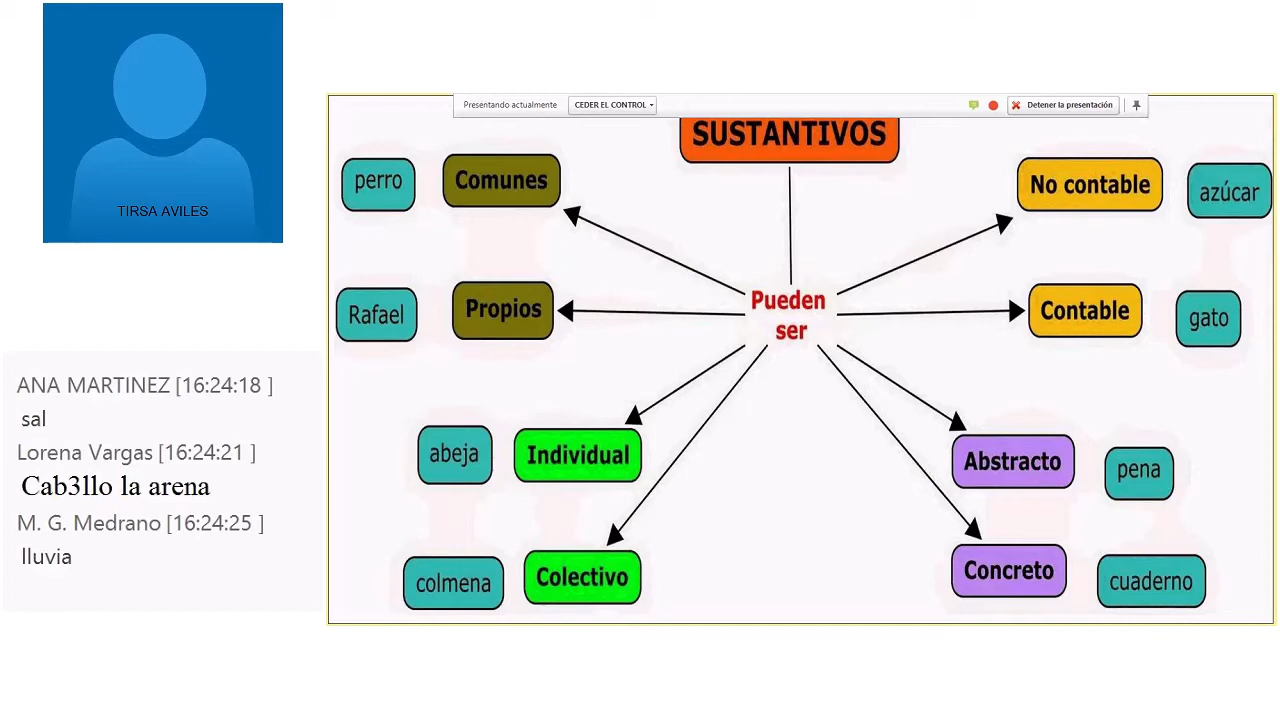 TIRSA AVILES
ANA MARTINEZ [16:24:18 ]
sal
Lorena Vargas [16:24:21 ]
Cab3llo la arena
M. G. Medrano [16:24:25 ]
lluvia
Presentando actualmente
CEDER EL CONTROL
Detener la presentación
SUSTANTIVOS
perro
Comunes
No contable
azúcar
Rafael
Propios
Pueden
ser
Contable
gato
abeja
Individual
Abstracto
pena
colmena
Colectivo
Concreto
cuaderno